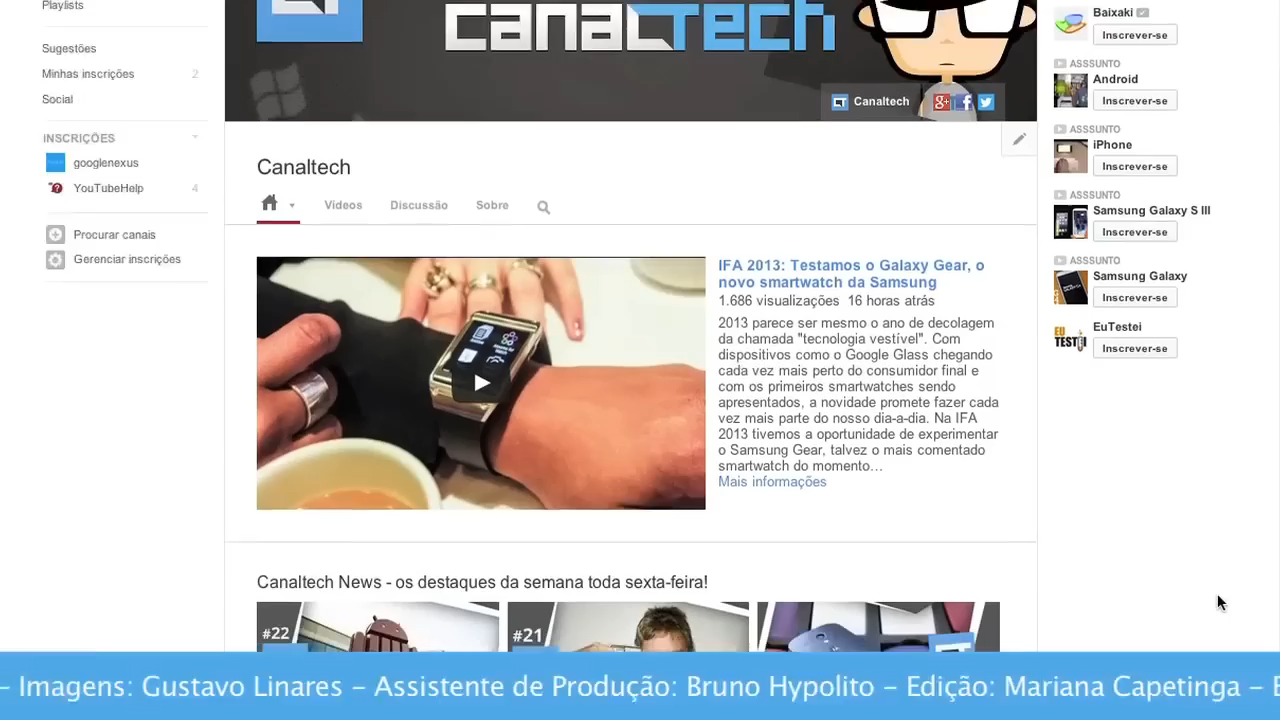 Playlists
Sugestões
Minhas inscrições 2
Social
INSCRIÇÕES
googlenexus
YouTubeHelp 4
Procurar canais
Gerenciar inscrições
canalTech
Canaltech
Canaltech
Vídeos Discussão Sobre
IFA 2013: Testamos o Galaxy Gear, o
novo smartwatch da Samsung
1.686 visualizações 16 horas atrás
2013 parece ser mesmo o ano de decolagem
da chamada "tecnologia vestível". Com
dispositivos como o Google Glass chegando
cada vez mais perto do consumidor final e
com os primeiros smartwatches sendo
apresentados, a novidade promete fazer cada
vez mais parte do nosso dia-a-dia. Na IFA
2013 tivemos a oportunidade de experimentar
o Samsung Gear, talvez o mais comentado
smartwatch do momento…
Mais informações
Canaltech News - os destaques da semana toda sexta-feira!
#22
#21
Baixaki
Inscrever-se
ASSSUNTO
Android
Inscrever-se
ASSSUNTO
iPhone
Inscrever-se
ASSSUNTO
Samsung Galaxy S III
Inscrever-se
ASSSUNTO
Samsung Galaxy
Inscrever-se
EU
TESTEI
EuTestei
Inscrever-se
– Imagens: Gustavo Linares – Assistente de Produção: Bruno Hypolito – Edição: Mariana Capetinga – E